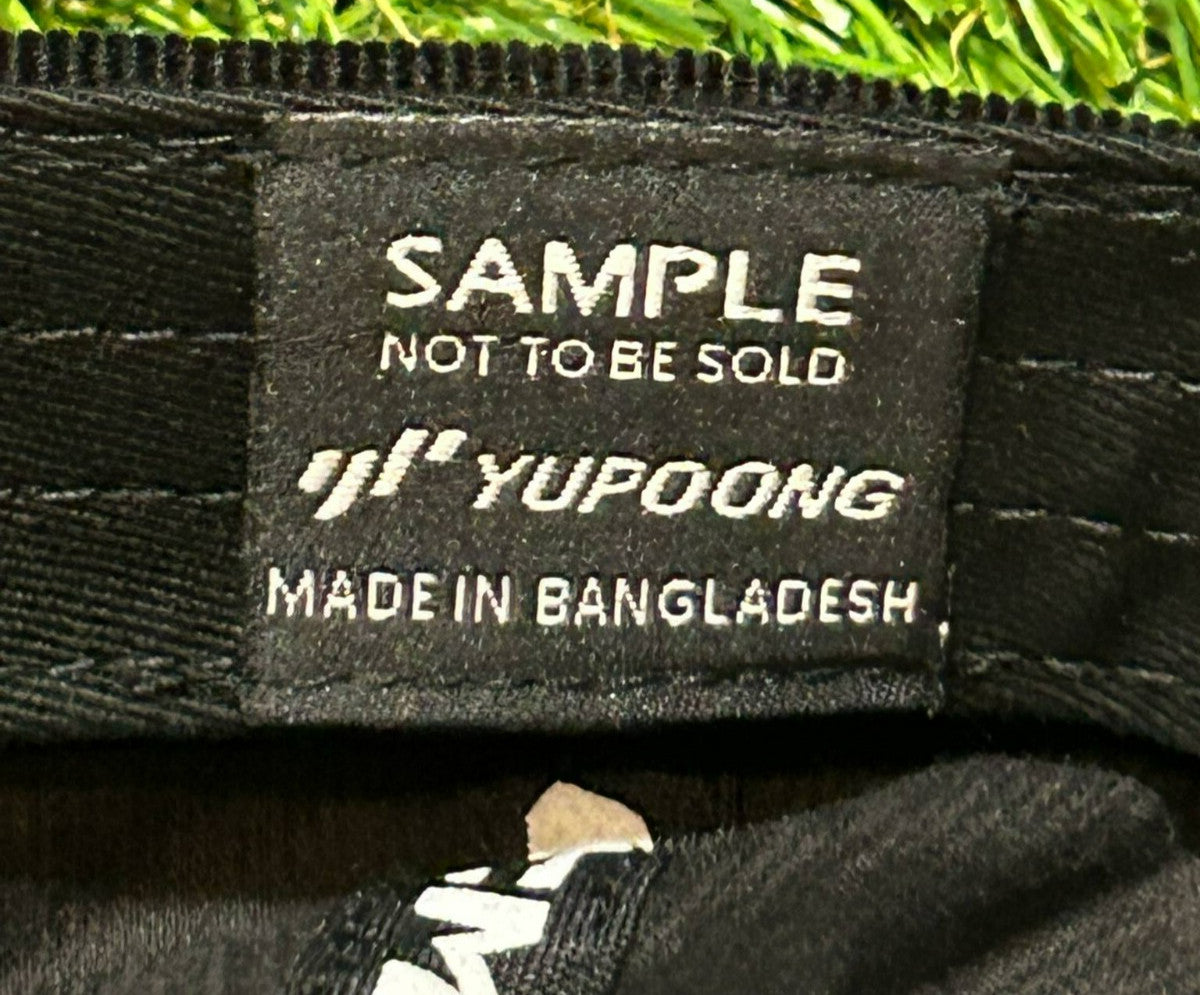 SAMPLE
NOT TO BE SOLD
YUPOONG
MADE IN BANGLADESH